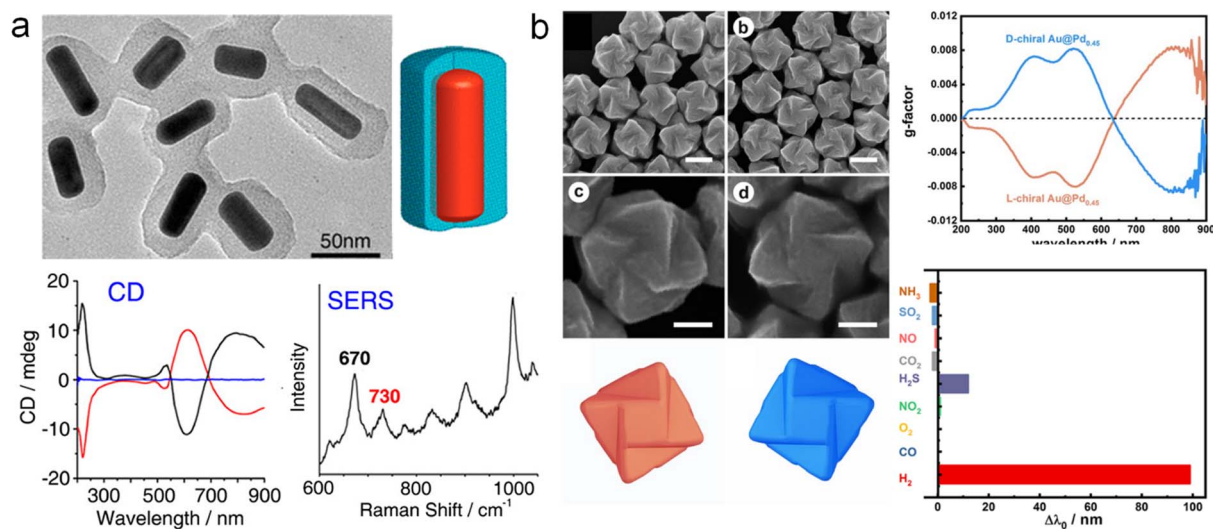 a
50nm
CD
CD / mdeg
20
10
0
-10
-20
300
500
700
900
Wavelength / nm
SERS
Intensity
670
730
600
800
1000
Raman Shift / cm-1
b
b
c
d
g-factor
0.012
0.008
0.004
0.000
-0.004
-0.008
-0.012
D-chiral Au@Pd0.45
L-chiral Au@Pd0.45
200 300 400 500 600 700 800 900
wavelength / nm
NH3
SO2
NO
CO2
H2S
NO2
O2
CO
H2
0 20 40 60 80 100
Δλ0 / nm